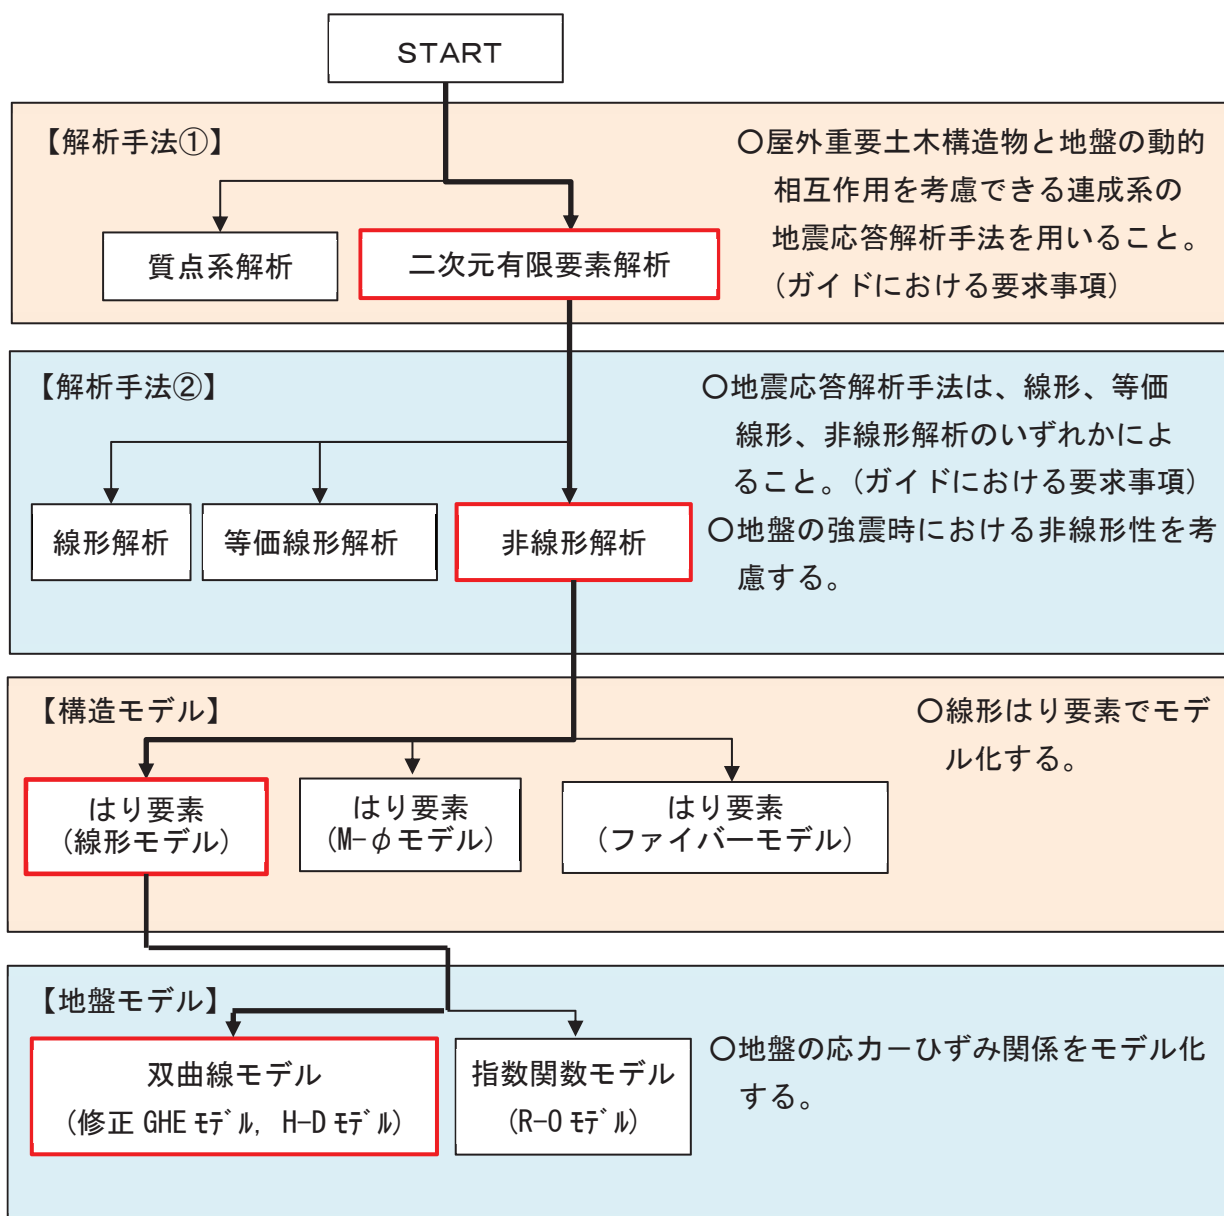 START
【解析手法①】
〇屋外重要土木構造物と地盤の動的
相互作用を考慮できる連成系の
地震応答解析手法を用いること。
(ガイドにおける要求事項)
質点系解析
二次元有限要素解析
【解析手法②】
〇地震応答解析手法は、線形、等価
線形、非線形解析のいずれかによ
ること。(ガイドにおける要求事項)
〇地盤の強震時における非線形性を考
慮する。
線形解析
等価線形解析
非線形解析
【構造モデル】
〇線形はり要素でモデ
ル化する。
はり要素
(線形モデル)
はり要素
(M-φモデル)
はり要素
(ファイバーモデル)
【地盤モデル】
〇地盤の応力ーひずみ関係をモデル化
する。
双曲線モデル
(修正 GHE ﾓﾃﾞﾙ, H-D ﾓﾃﾞﾙ)
指数関数モデル
(R-O ﾓﾃﾞﾙ)